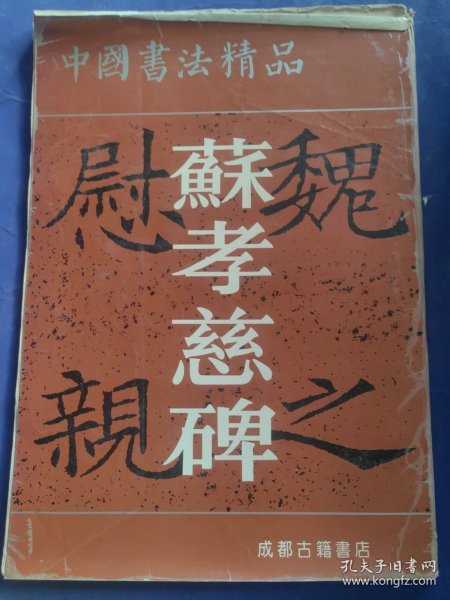 中國書法精品
蘇孝慈碑
魏之
慰親
成都古籍書店
孔夫子旧书网
www.kongfz.com